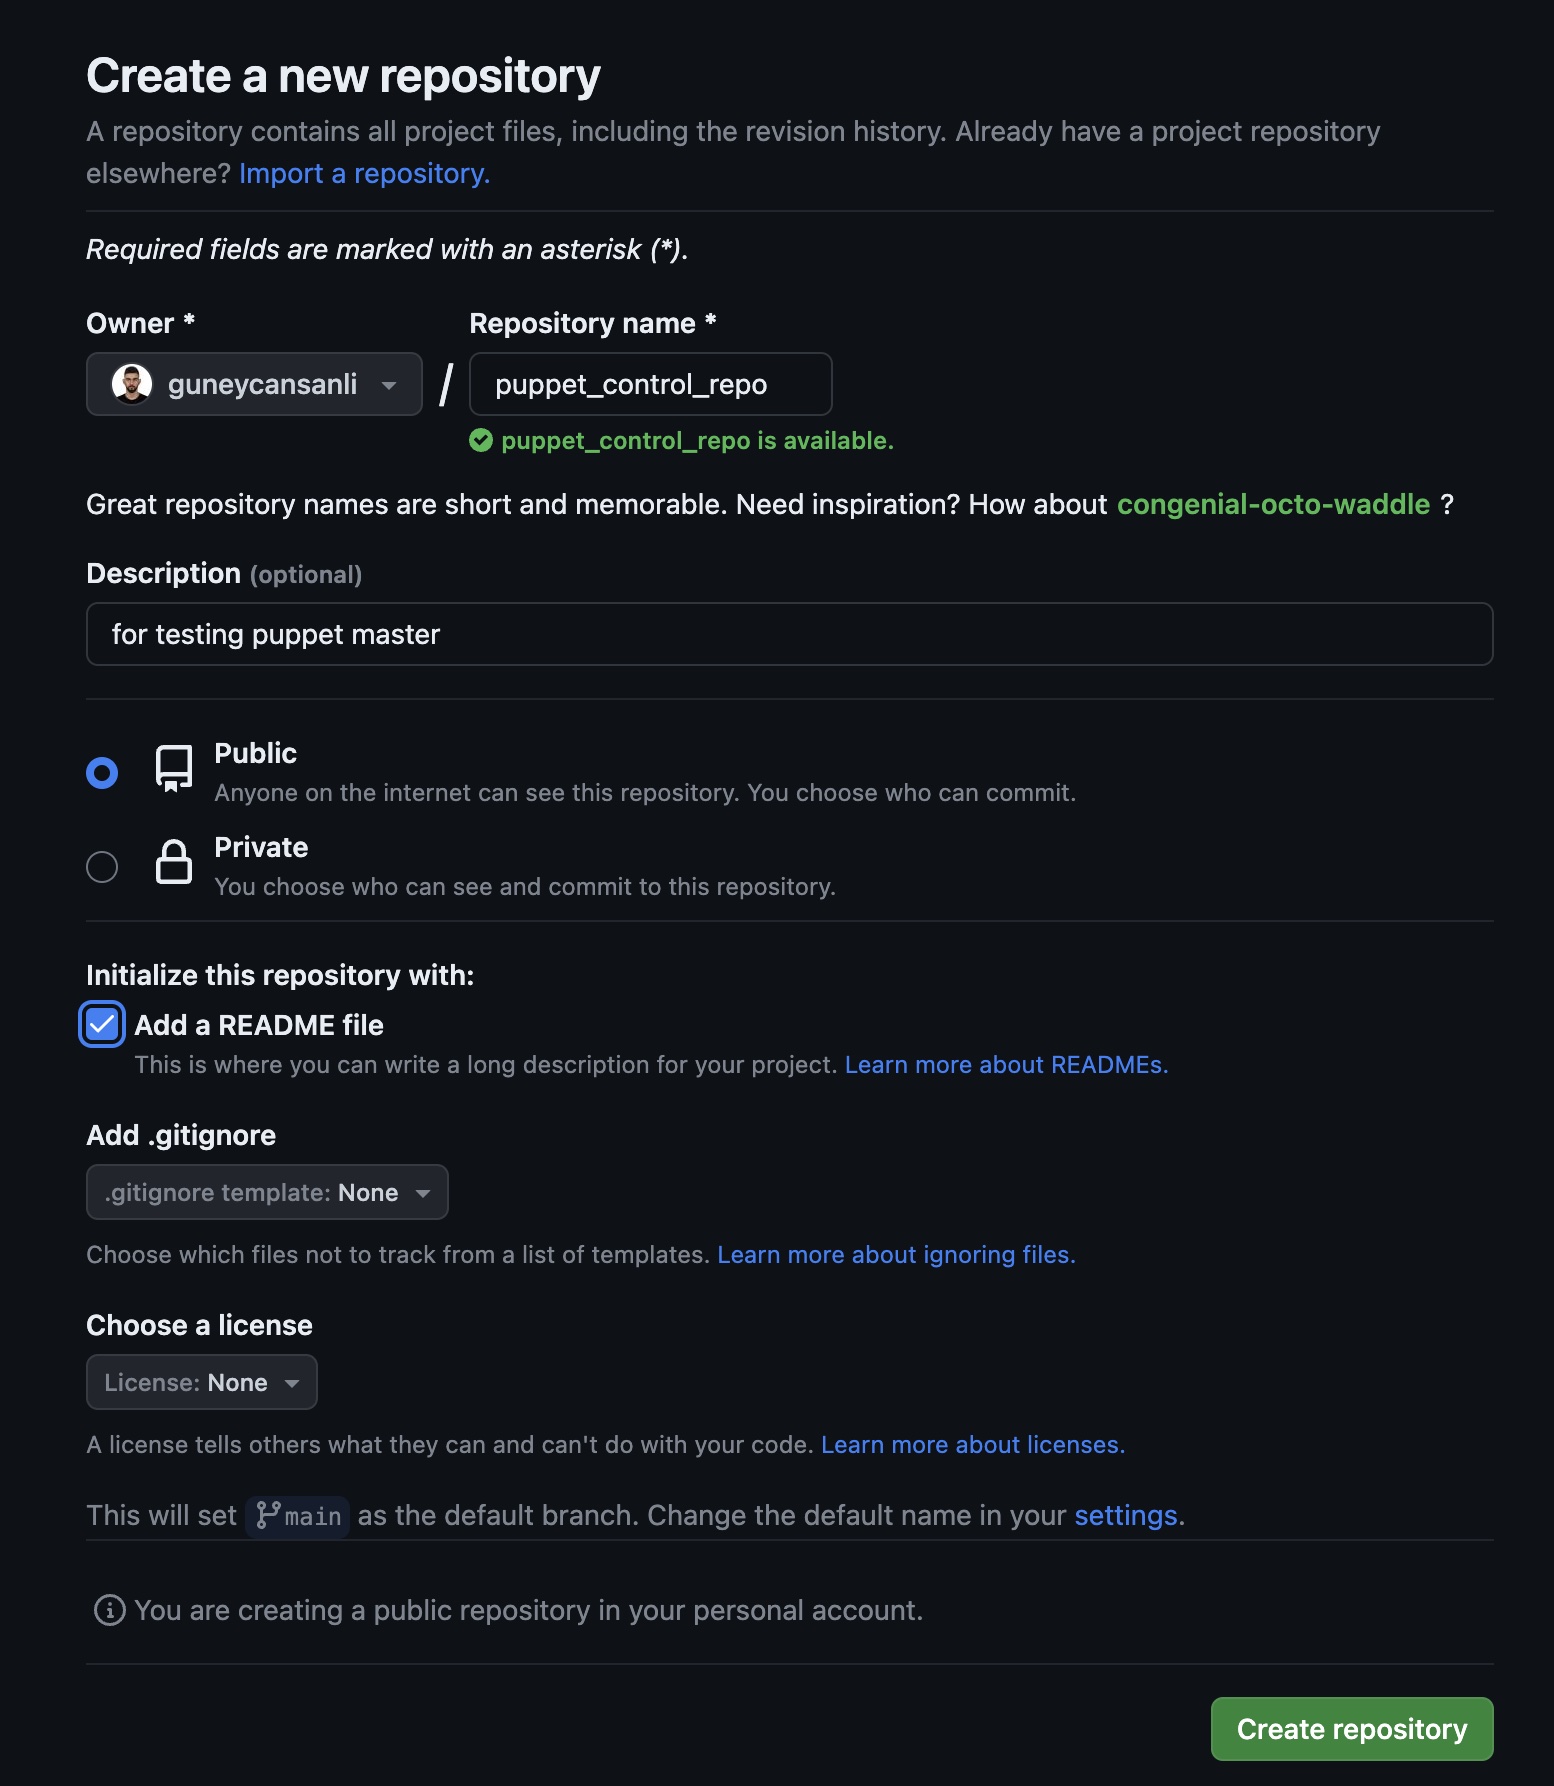 Create a new repository
A repository contains all project files, including the revision history. Already have a project repository
elsewhere? Import a repository.
Required fields are marked with an asterisk (*).
Owner * Repository name *
guneycansanli / puppet_control_repo
puppet_control_repo is available.
Great repository names are short and memorable. Need inspiration? How about congenial-octo-waddle ?
Description (optional)
for testing puppet master
Public
Anyone on the internet can see this repository. You choose who can commit.
Private
You choose who can see and commit to this repository.
Initialize this repository with:
Add a README file
This is where you can write a long description for your project. Learn more about READMEs.
Add .gitignore
.gitignore template: None
Choose which files not to track from a list of templates. Learn more about ignoring files.
Choose a license
License: None
A license tells others what they can and can't do with your code. Learn more about licenses.
This will set main as the default branch. Change the default name in your settings.
You are creating a public repository in your personal account.
Create repository